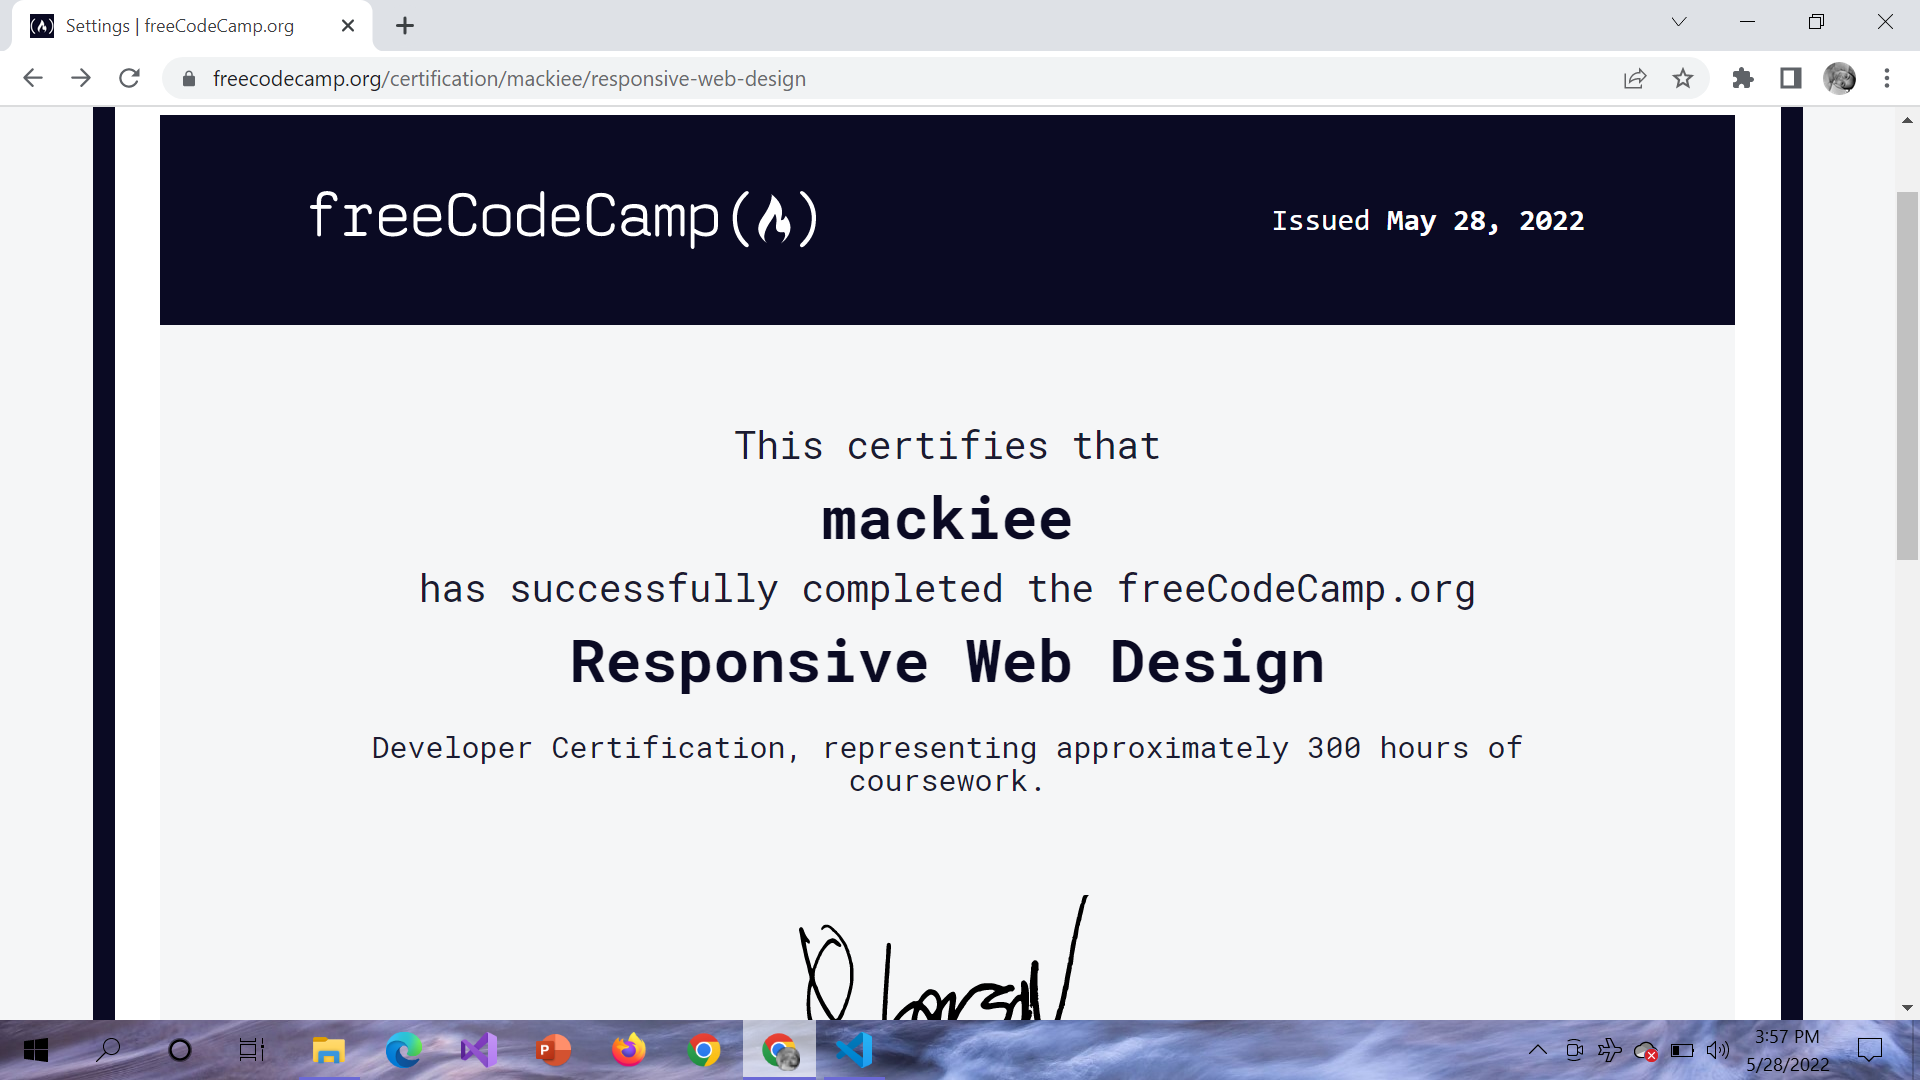 Settings | freeCodeCamp.org
freecodecamp.org/certification/mackiee/responsive-web-design
freeCodeCamp
Issued May 28, 2022
This certifies that
mackiee
has successfully completed the freeCodeCamp.org
Responsive Web Design
Developer Certification, representing approximately 300 hours of
coursework.
3:57 PM
5/28/2022